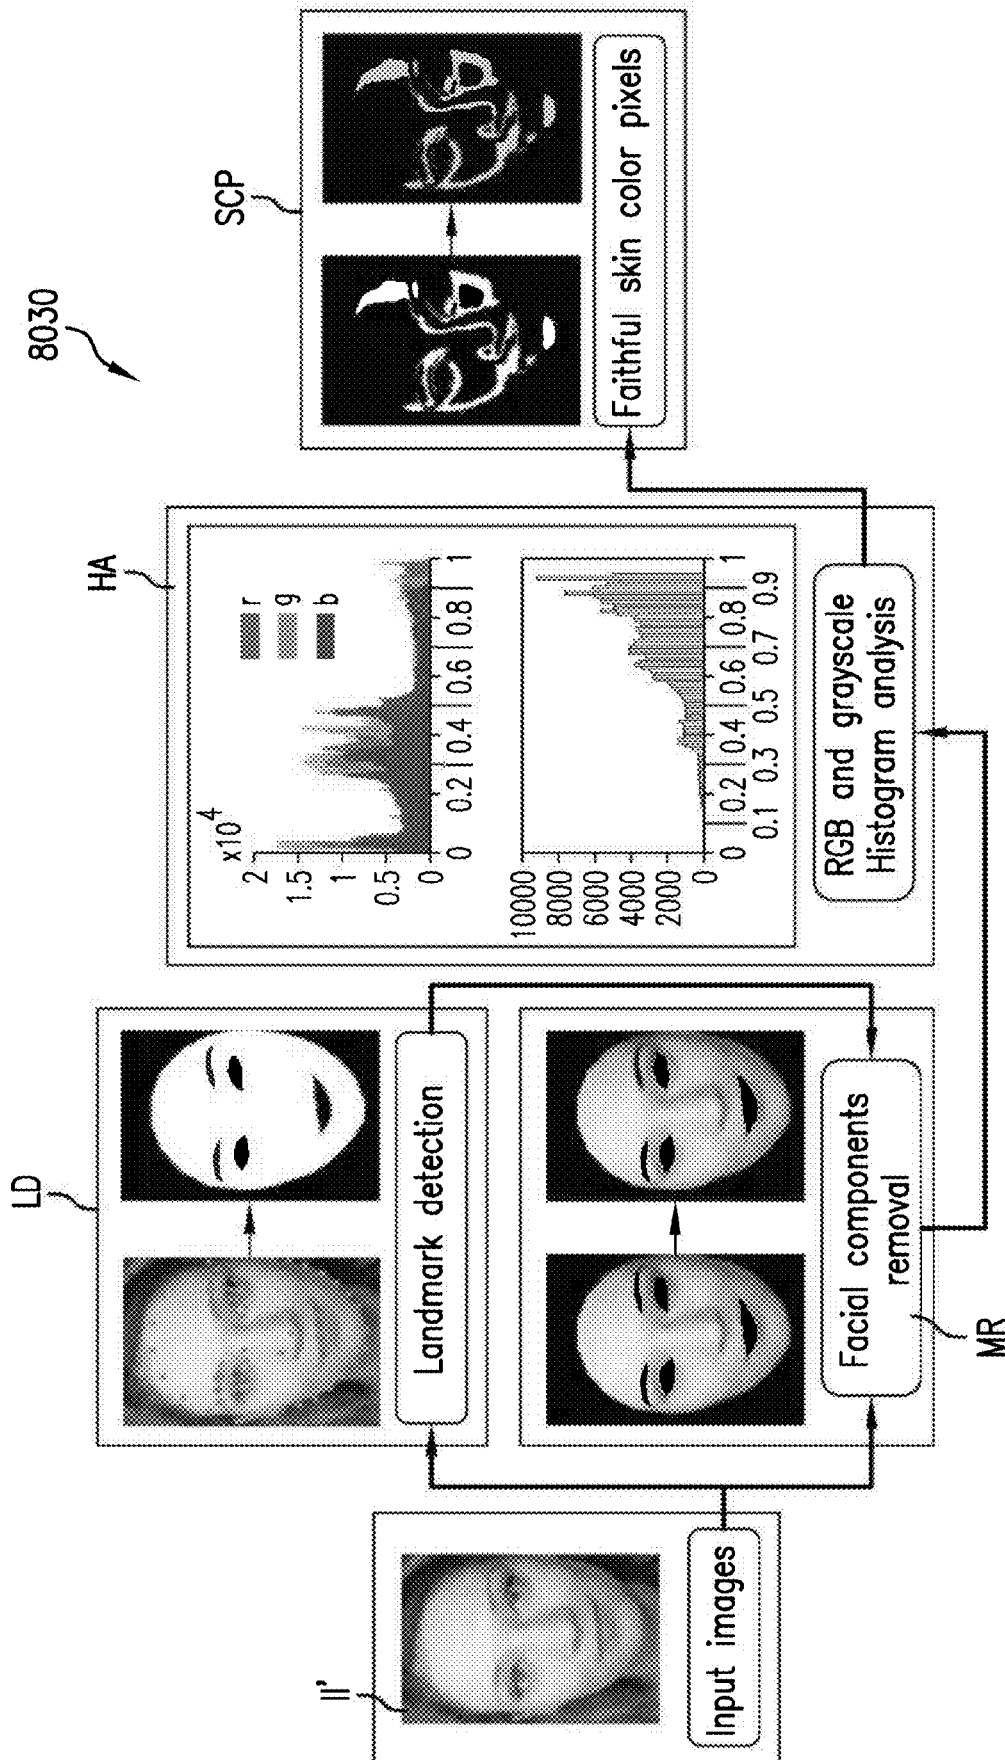 8030
II'
Input images
LD
Landmark detection
Facial components
removal
MR
HA
x10⁴
2
1.5
1
0.5
0
0 0.2 0.4 0.6 0.8 1
r
g
b
10000
8000
6000
4000
2000
0
0 0.2 0.4 0.6 0.8 1
0.1 0.3 0.5 0.7 0.9
RGB and grayscale
Histogram analysis
SCP
Faithful skin color pixels